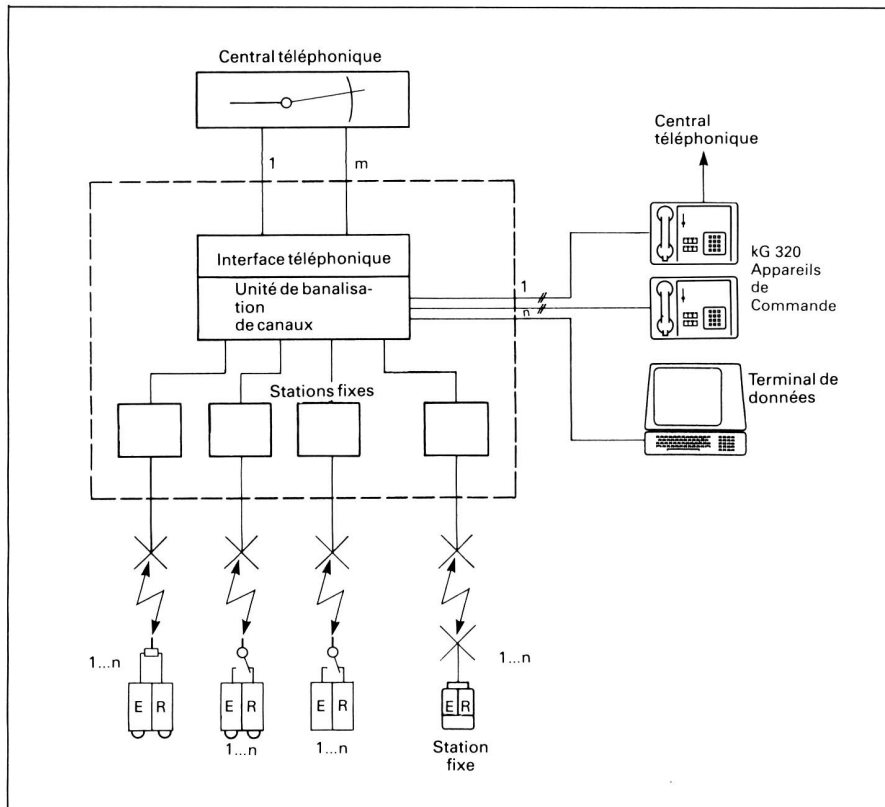 Central téléphonique
1
m
Central
téléphonique
Interface téléphonique
Unité de banalisa-
tion
de canaux
1
n
kG 320
Appareils
de
Commande
Stations fixes
Terminal de
données
1...n
E R
E R
1...n
E R
1...n
1...n
E R
Station
fixe